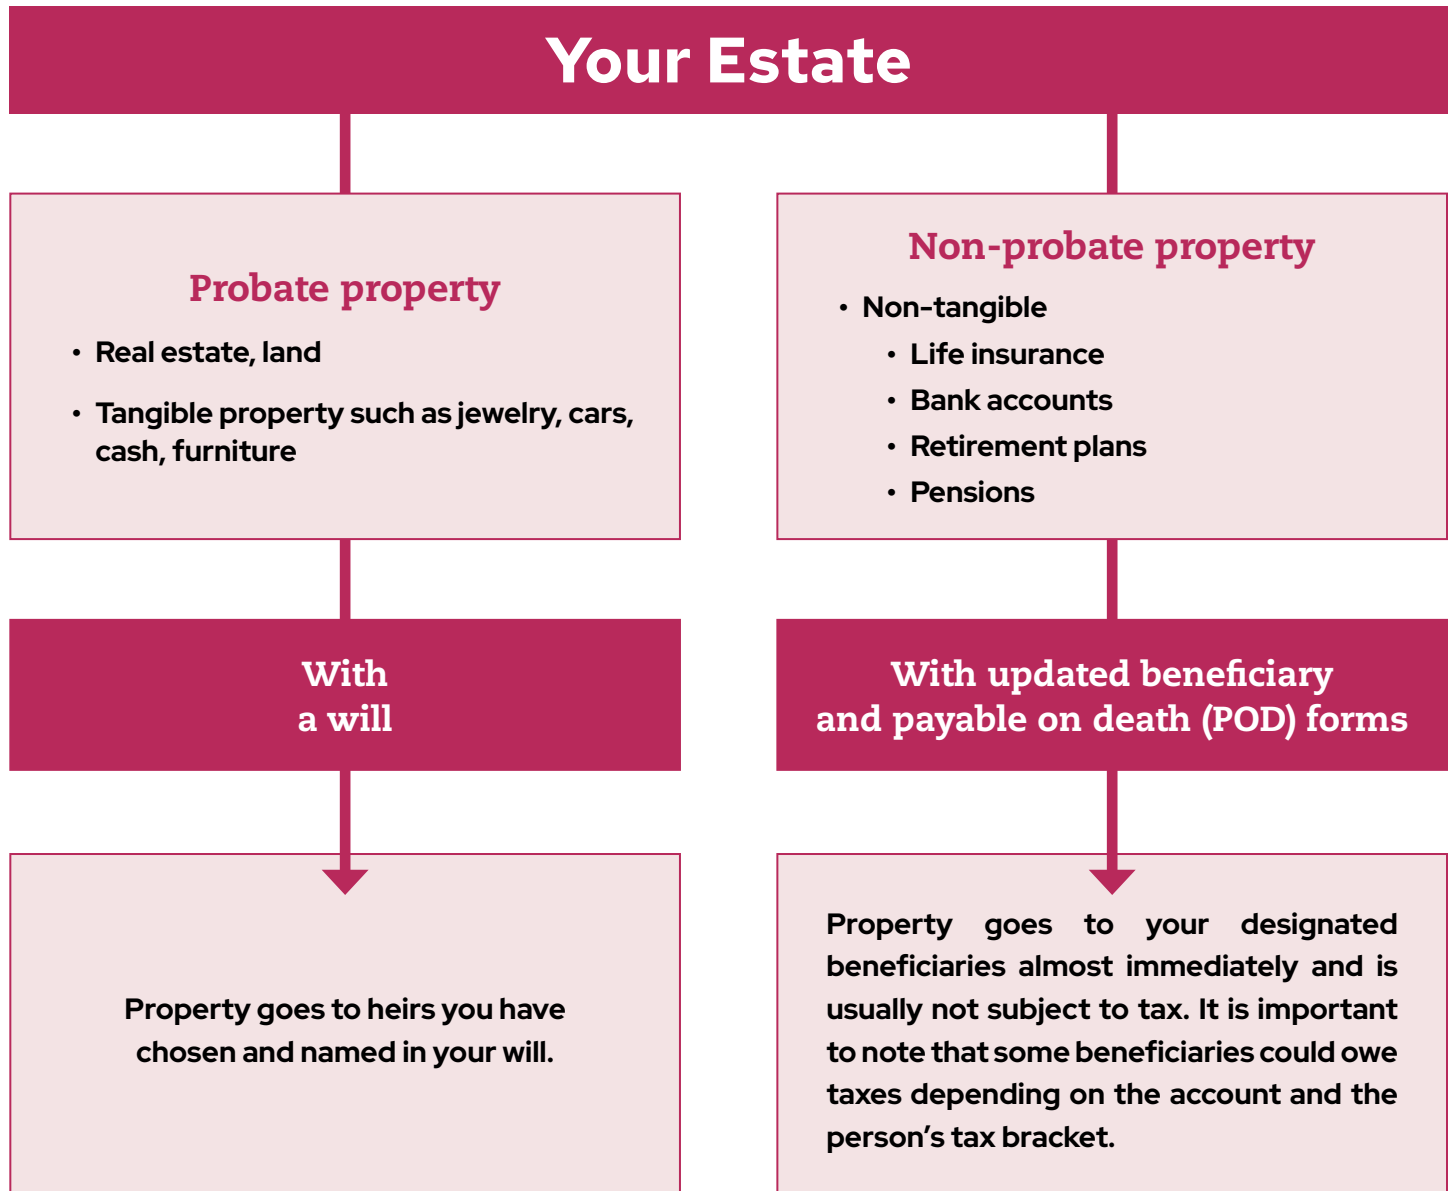 Your Estate
Probate property
• Real estate, land
• Tangible property such as jewelry, cars,
cash, furniture
With
a will
Property goes to heirs you have
chosen and named in your will.
Non-probate property
• Non-tangible
• Life insurance
• Bank accounts
• Retirement plans
• Pensions
With updated beneficiary
and payable on death (POD) forms
Property goes to your designated
beneficiaries almost immediately and is
usually not subject to tax. It is important
to note that some beneficiaries could owe
taxes depending on the account and the
person’s tax bracket.